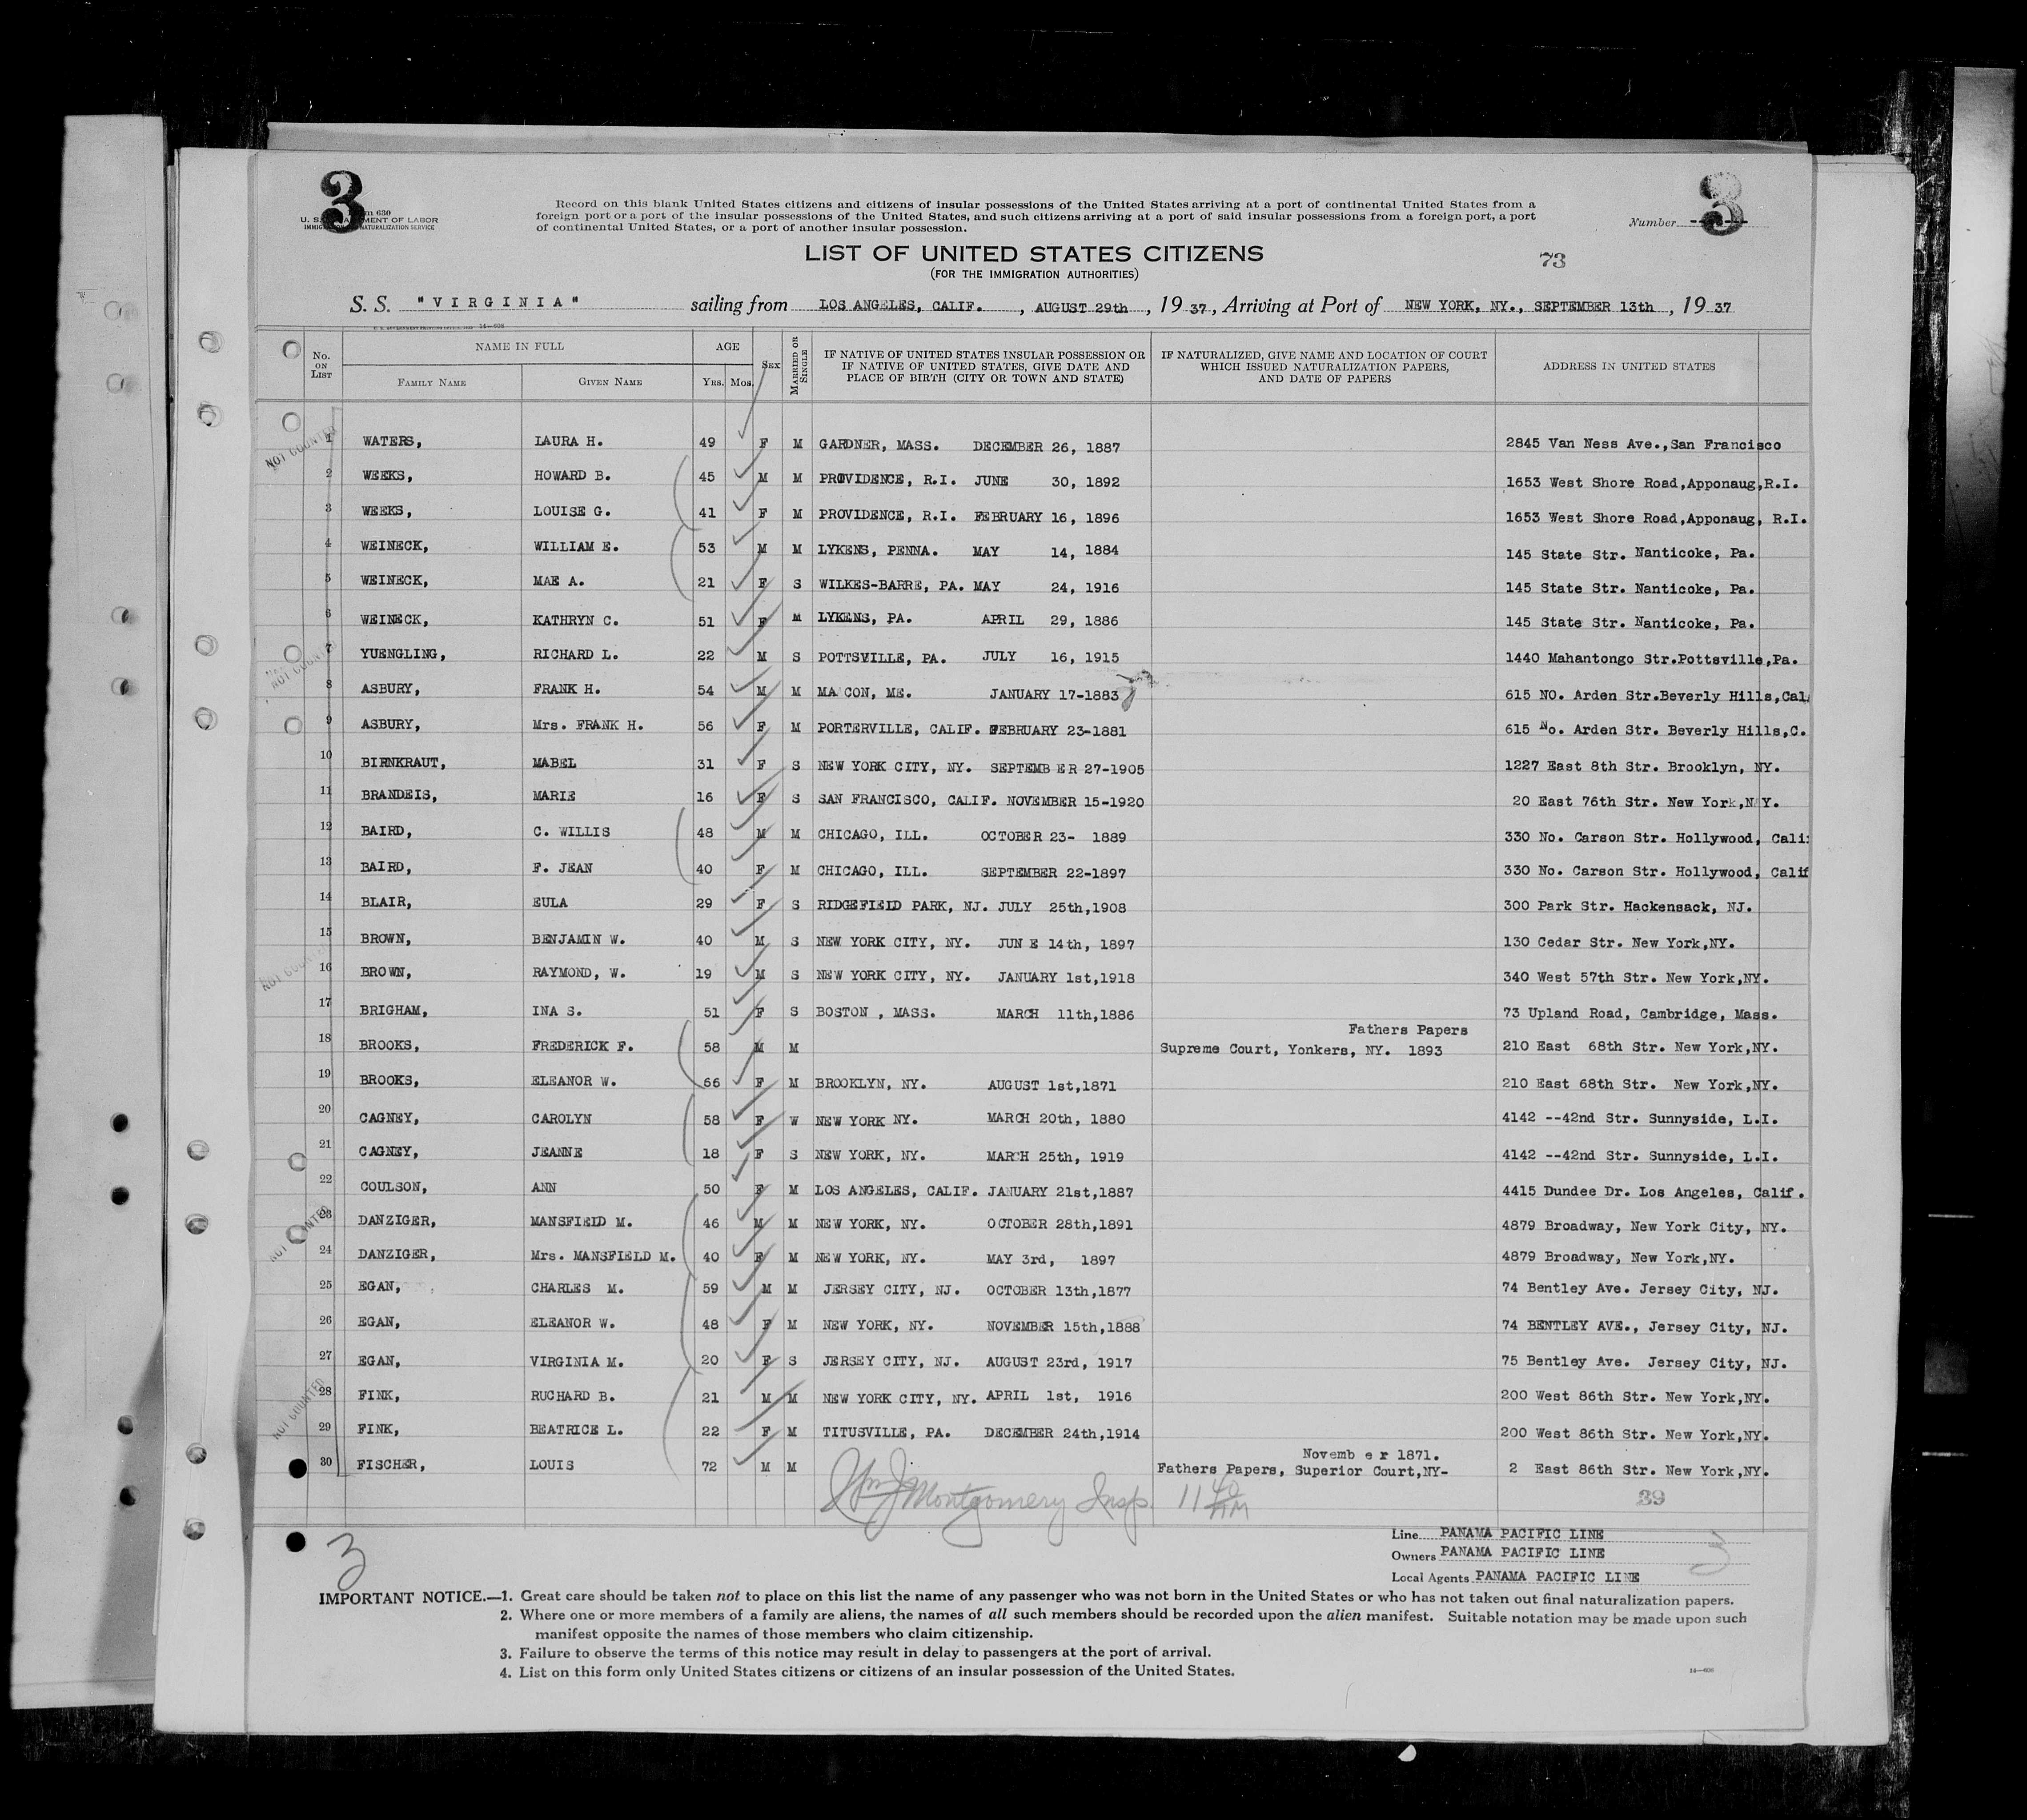 3
3
Form 630
U. S. DEPARTMENT OF LABOR
IMMIGRATION AND NATURALIZATION SERVICE
Record on this blank United States citizens and citizens of insular possessions of the United States arriving at a port of continental United States from a
foreign port or a port of the insular possessions of the United States, and such citizens arriving at a port of said insular possessions from a foreign port, a port
of continental United States, or a port of another insular possession.
Number
LIST OF UNITED STATES CITIZENS
(FOR THE IMMIGRATION AUTHORITIES)
73
S. S. "VIRGINIA" sailing from LOS ANGELES, CALIF., AUGUST 29th, 1937, Arriving at Port of NEW YORK, NY., SEPTEMBER 13th, 1937
14—608
No. ON LIST
NAME IN FULL
FAMILY NAME
GIVEN NAME
AGE
YRS. MOS.
SEX
MARRIED OR SINGLE
IF NATIVE OF UNITED STATES INSULAR POSSESSION OR
IF NATIVE OF UNITED STATES, GIVE DATE AND
PLACE OF BIRTH (CITY OR TOWN AND STATE)
IF NATURALIZED, GIVE NAME AND LOCATION OF COURT
WHICH ISSUED NATURALIZATION PAPERS,
AND DATE OF PAPERS
ADDRESS IN UNITED STATES
NOT COUNTED
1 WATERS, LAURA H. 49 F M GARDNER, MASS. DECEMBER 26, 1887 2845 Van Ness Ave.,San Francisco
2 WEEKS, HOWARD B. 45 M M PROVIDENCE, R.I. JUNE 30, 1892 1653 West Shore Road,Apponaug,R.I.
3 WEEKS, LOUISE G. 41 F M PROVIDENCE, R.I. FEBRUARY 16, 1896 1653 West Shore Road,Apponaug, R.I.
4 WEINECK, WILLIAM E. 53 M M LYKENS, PENNA. MAY 14, 1884 145 State Str. Nanticoke, Pa.
5 WEINECK, MAE A. 21 F S WILKES-BARRE, PA. MAY 24, 1916 145 State Str. Nanticoke, Pa.
6 WEINECK, KATHRYN C. 51 F M LYKENS, PA. APRIL 29, 1886 145 State Str. Nanticoke, Pa.
NOT COUNTED
7 YUENGLING, RICHARD L. 22 M S POTTSVILLE, PA. JULY 16, 1915 1440 Mahantongo Str.Pottsville,Pa.
8 ASBURY, FRANK H. 54 M M MACON, ME. JANUARY 17-1883 615 NO. Arden Str.Beverly Hills,Cal.
9 ASBURY, Mrs. FRANK H. 56 F M PORTERVILLE, CALIF. FEBRUARY 23-1881 615 No. Arden Str. Beverly Hills,C.
10 BIRNKRAUT, MABEL 31 F S NEW YORK CITY, NY. SEPTEMB ER 27-1905 1227 East 8th Str. Brooklyn, NY.
11 BRANDEIS, MARIE 16 F S SAN FRANCISCO, CALIF. NOVEMBER 15-1920 20 East 76th Str. New York,N Y.
12 BAIRD, C. WILLIS 48 M M CHICAGO, ILL. OCTOBER 23- 1889 330 No. Carson Str. Hollywood, Cali
13 BAIRD, F. JEAN 40 F M CHICAGO, ILL. SEPTEMBER 22-1897 330 No. Carson Str. Hollywood, Calif
14 BLAIR, EULA 29 F S RIDGEFIELD PARK, NJ. JULY 25th,1908 300 Park Str. Hackensack, NJ.
15 BROWN, BENJAMIN W. 40 M S NEW YORK CITY, NY. JUN E 14th, 1897 130 Cedar Str. New York,NY.
NOT COUNTED
16 BROWN, RAYMOND, W. 19 M S NEW YORK CITY, NY. JANUARY 1st,1918 340 West 57th Str. New York,NY.
17 BRIGHAM, INA S. 51 F S BOSTON , MASS. MARCH 11th,1886 73 Upland Road, Cambridge, Mass.
Fathers Papers
18 BROOKS, FREDERICK F. 58 M M Supreme Court, Yonkers, NY. 1893 210 East 68th Str. New York,NY.
19 BROOKS, ELEANOR W. 66 F M BROOKLYN, NY. AUGUST 1st,1871 210 East 68th Str. New York,NY.
20 CAGNEY, CAROLYN 58 F W NEW YORK NY. MARCH 20th, 1880 4142 --42nd Str. Sunnyside, L.I.
21 CAGNEY, JEANNE 18 F S NEW YORK, NY. MARCH 25th, 1919 4142 --42nd Str. Sunnyside, L.I.
22 COULSON, ANN 50 F M LOS ANGELES, CALIF. JANUARY 21st,1887 4415 Dundee Dr. Los Angeles, Calif.
NOT COUNTED
23 DANZIGER, MANSFIELD M. 46 M M NEW YORK, NY. OCTOBER 28th,1891 4879 Broadway, New York City, NY.
24 DANZIGER, Mrs. MANSFIELD M. 40 F M NEW YORK, NY. MAY 3rd, 1897 4879 Broadway, New York,NY.
25 EGAN, CHARLES M. 59 M M JERSEY CITY, NJ. OCTOBER 13th,1877 74 Bentley Ave. Jersey City, NJ.
26 EGAN, ELEANOR W. 48 F M NEW YORK, NY. NOVEMBER 15th,1888 74 BENTLEY AVE., Jersey City, NJ.
27 EGAN, VIRGINIA M. 20 F S JERSEY CITY, NJ. AUGUST 23rd, 1917 75 Bentley Ave. Jersey City, NJ.
NOT COUNTED
28 FINK, RUCHARD B. 21 M M NEW YORK CITY, NY. APRIL 1st, 1916 200 West 86th Str. New York,NY.
29 FINK, BEATRICE L. 22 F M TITUSVILLE, PA. DECEMBER 24th,1914 200 West 86th Str. New York,NY.
Novemb e r 1871.
30 FISCHER, LOUIS 72 M M Fathers Papers, Superior Court,NY- 2 East 86th Str. New York,NY.
Wm J Montgomery Insp. 11 40 AM
39
Line PANAMA PACIFIC LINE
Owners PANAMA PACIFIC LINE
Local Agents PANAMA PACIFIC LINE
3
3
IMPORTANT NOTICE.—1. Great care should be taken not to place on this list the name of any passenger who was not born in the United States or who has not taken out final naturalization papers.
2. Where one or more members of a family are aliens, the names of all such members should be recorded upon the alien manifest. Suitable notation may be made upon such
manifest opposite the names of those members who claim citizenship.
3. Failure to observe the terms of this notice may result in delay to passengers at the port of arrival.
4. List on this form only United States citizens or citizens of an insular possession of the United States.
14—608